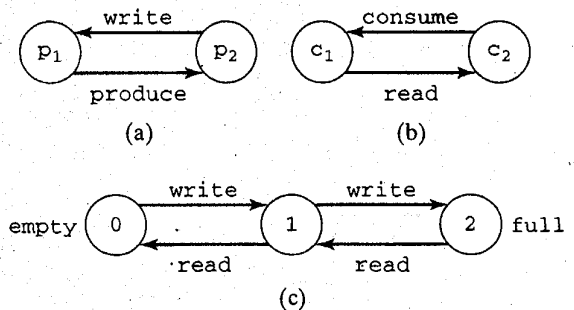 write consume
p₁ p₂ c₁ c₂
produce read
(a) (b)
write write
empty 0 1 2 full
read read
(c)